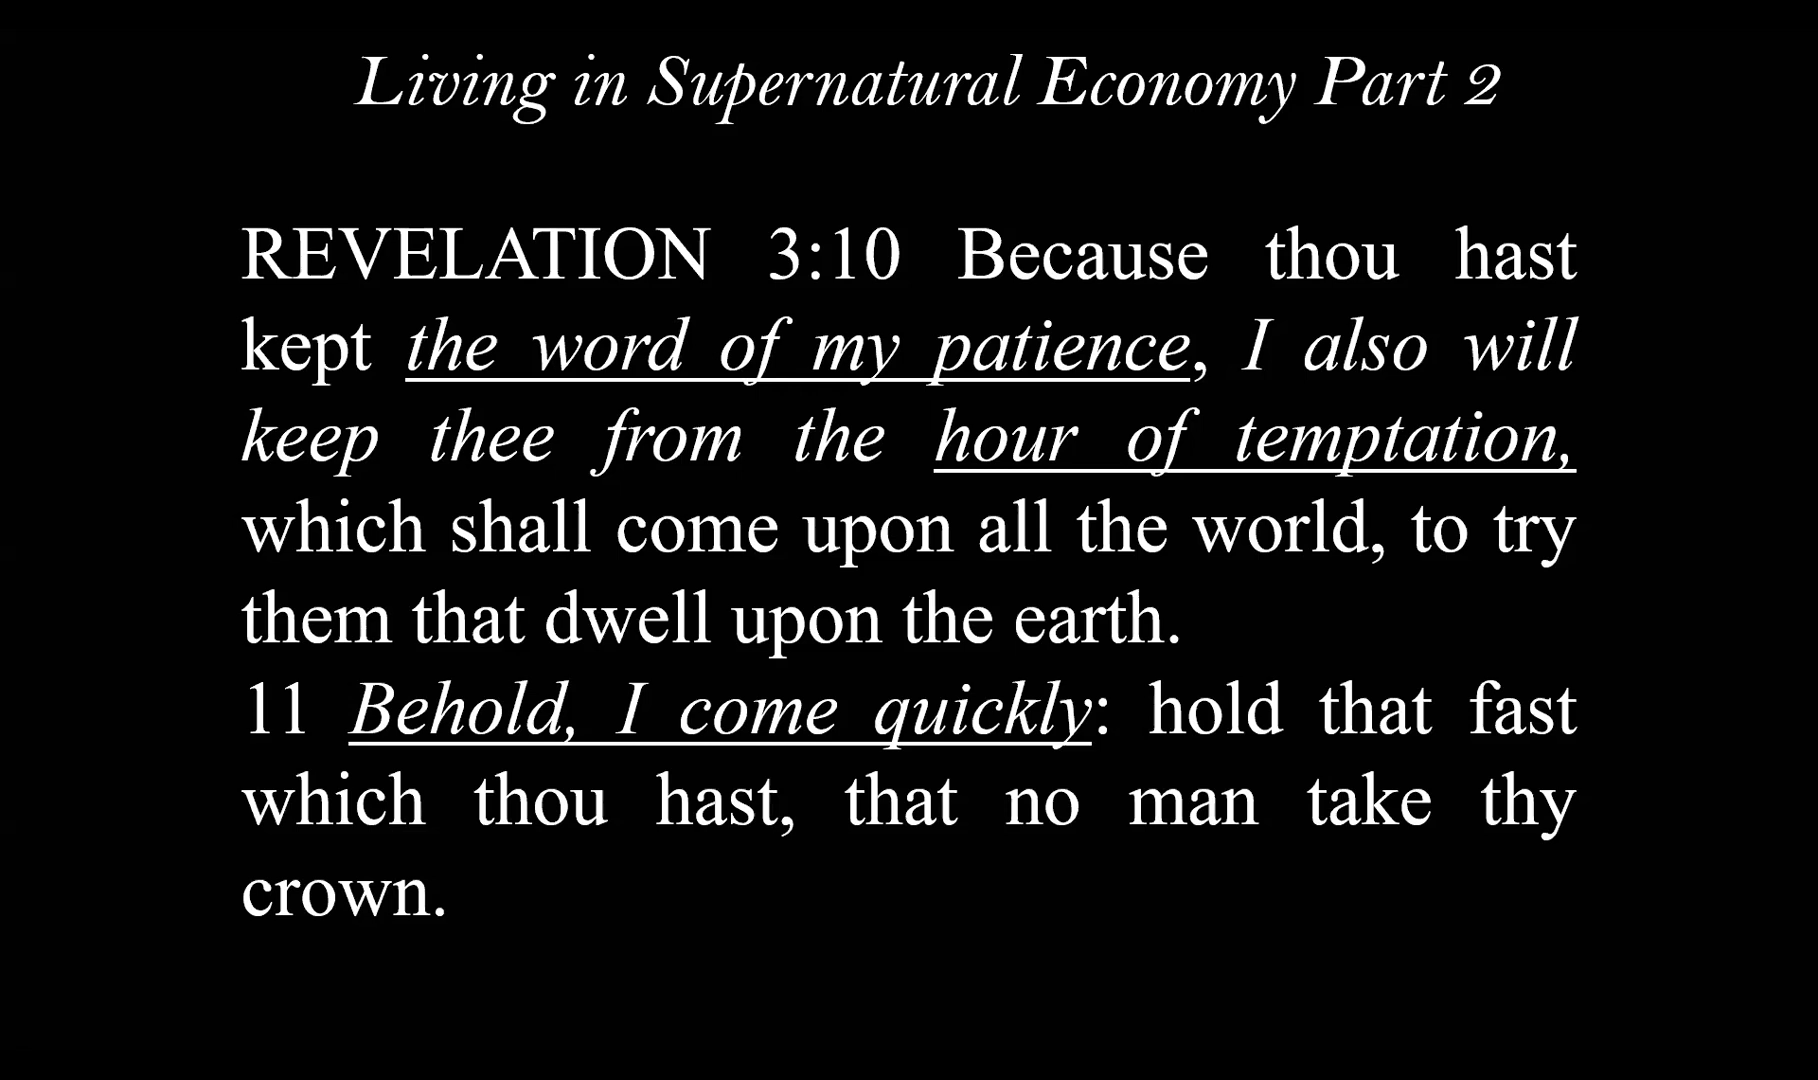 Living in Supernatural Economy Part 2
REVELATION 3:10 Because thou hast
kept the word of my patience, I also will
keep thee from the hour of temptation,
which shall come upon all the world, to try
them that dwell upon the earth.
11 Behold, I come quickly: hold that fast
which thou hast, that no man take thy
crown.